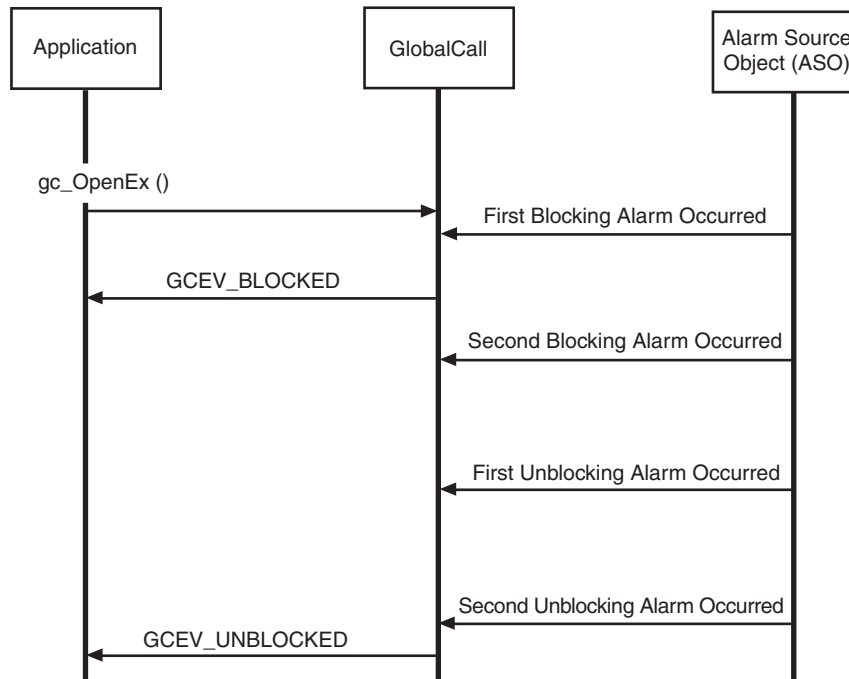 Application
GlobalCall
Alarm Source
Object (ASO)
gc_OpenEx ()
First Blocking Alarm Occurred
GCEV_BLOCKED
Second Blocking Alarm Occurred
First Unblocking Alarm Occurred
Second Unblocking Alarm Occurred
GCEV_UNBLOCKED